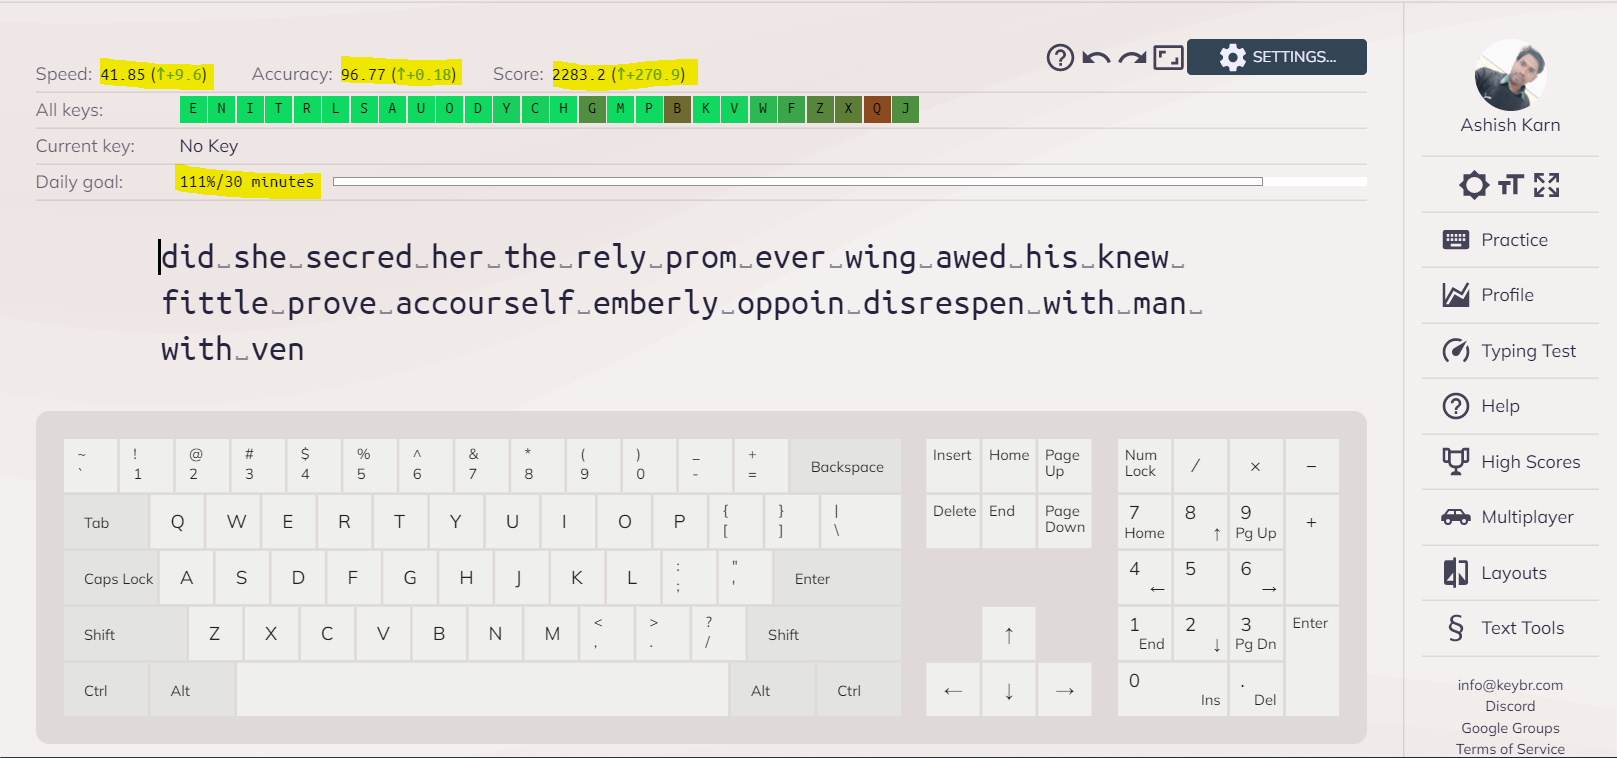 Speed: 41.85 (↑+9.6) Accuracy: 96.77 (↑+0.18) Score: 2283.2 (↑+270.9)
SETTINGS...
All keys: E N I T R L S A U O D Y C H G M P B K V W F Z X Q J
Current key: No Key
Daily goal: 111%/30 minutes
did␣she␣secred␣her␣the␣rely␣prom␣ever␣wing␣awed␣his␣knew␣
fittle␣prove␣accourself␣emberly␣oppoin␣disrespen␣with␣man␣
with␣ven
~ ! @ # $ % ^ & * ( ) _ +
` 1 2 3 4 5 6 7 8 9 0 - = Backspace
Tab Q W E R T Y U I O P { [ } ] | \
Caps Lock A S D F G H J K L : ; " ' Enter
Shift Z X C V B N M < , > . ? / Shift
Ctrl Alt Alt Ctrl
Insert Home Page Up
Delete End Page Down
↑
← ↓ →
Num Lock / × −
7 Home 8 ↑ 9 Pg Up +
4 ← 5 6 →
1 End 2 ↓ 3 Pg Dn Enter
0 Ins . Del
Ashish Karn
TT
Practice
Profile
Typing Test
Help
High Scores
Multiplayer
Layouts
§ Text Tools
info@keybr.com
Discord
Google Groups
Terms of Service